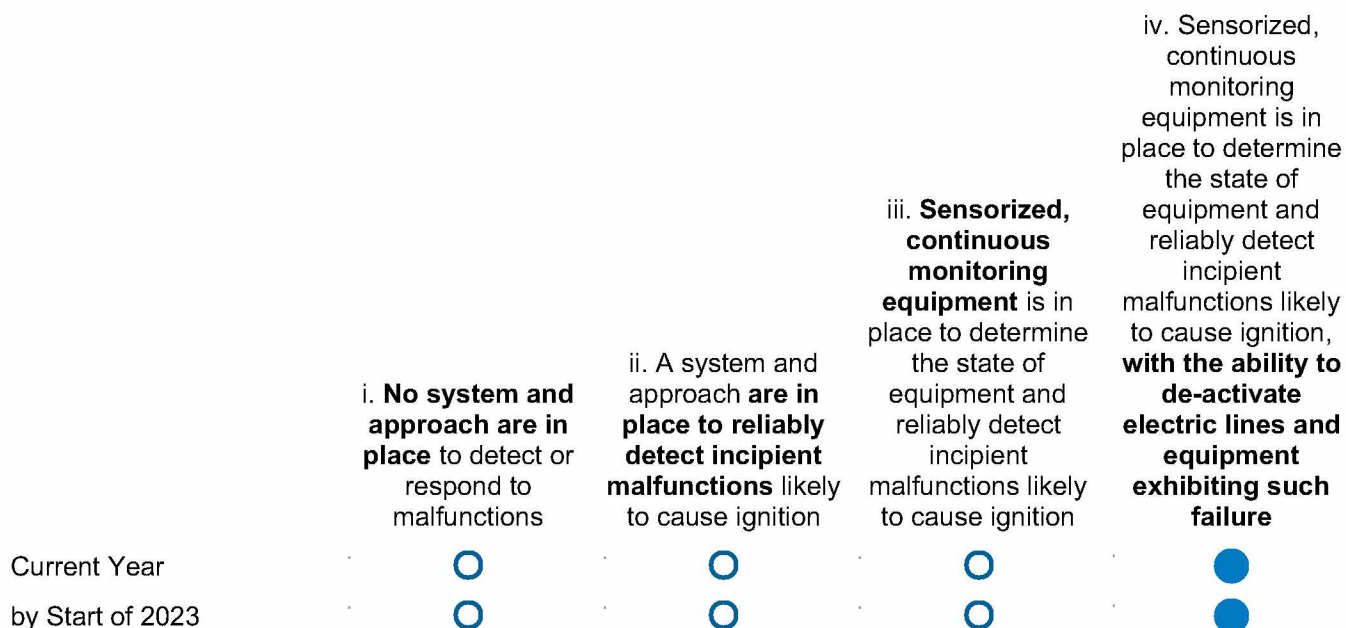 i. No system and
approach are in
place to detect or
respond to
malfunctions
ii. A system and
approach are in
place to reliably
detect incipient
malfunctions likely
to cause ignition
iii. Sensorized,
continuous
monitoring
equipment is in
place to determine
the state of
equipment and
reliably detect
incipient
malfunctions likely
to cause ignition
iv. Sensorized,
continuous
monitoring
equipment is in
place to determine
the state of
equipment and
reliably detect
incipient
malfunctions likely
to cause ignition,
with the ability to
de-activate
electric lines and
equipment
exhibiting such
failure
Current Year
by Start of 2023